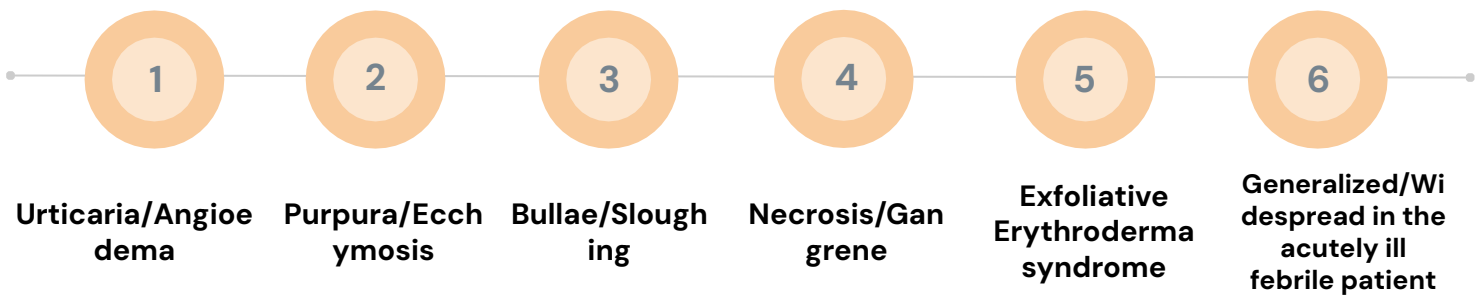 1
2
3
4
5
6
Urticaria/Angioe
dema
Purpura/Ecch
ymosis
Bullae/Slough
ing
Necrosis/Gan
grene
Exfoliative
Erythroderma
syndrome
Generalized/Wi
despread in the
acutely ill
febrile patient